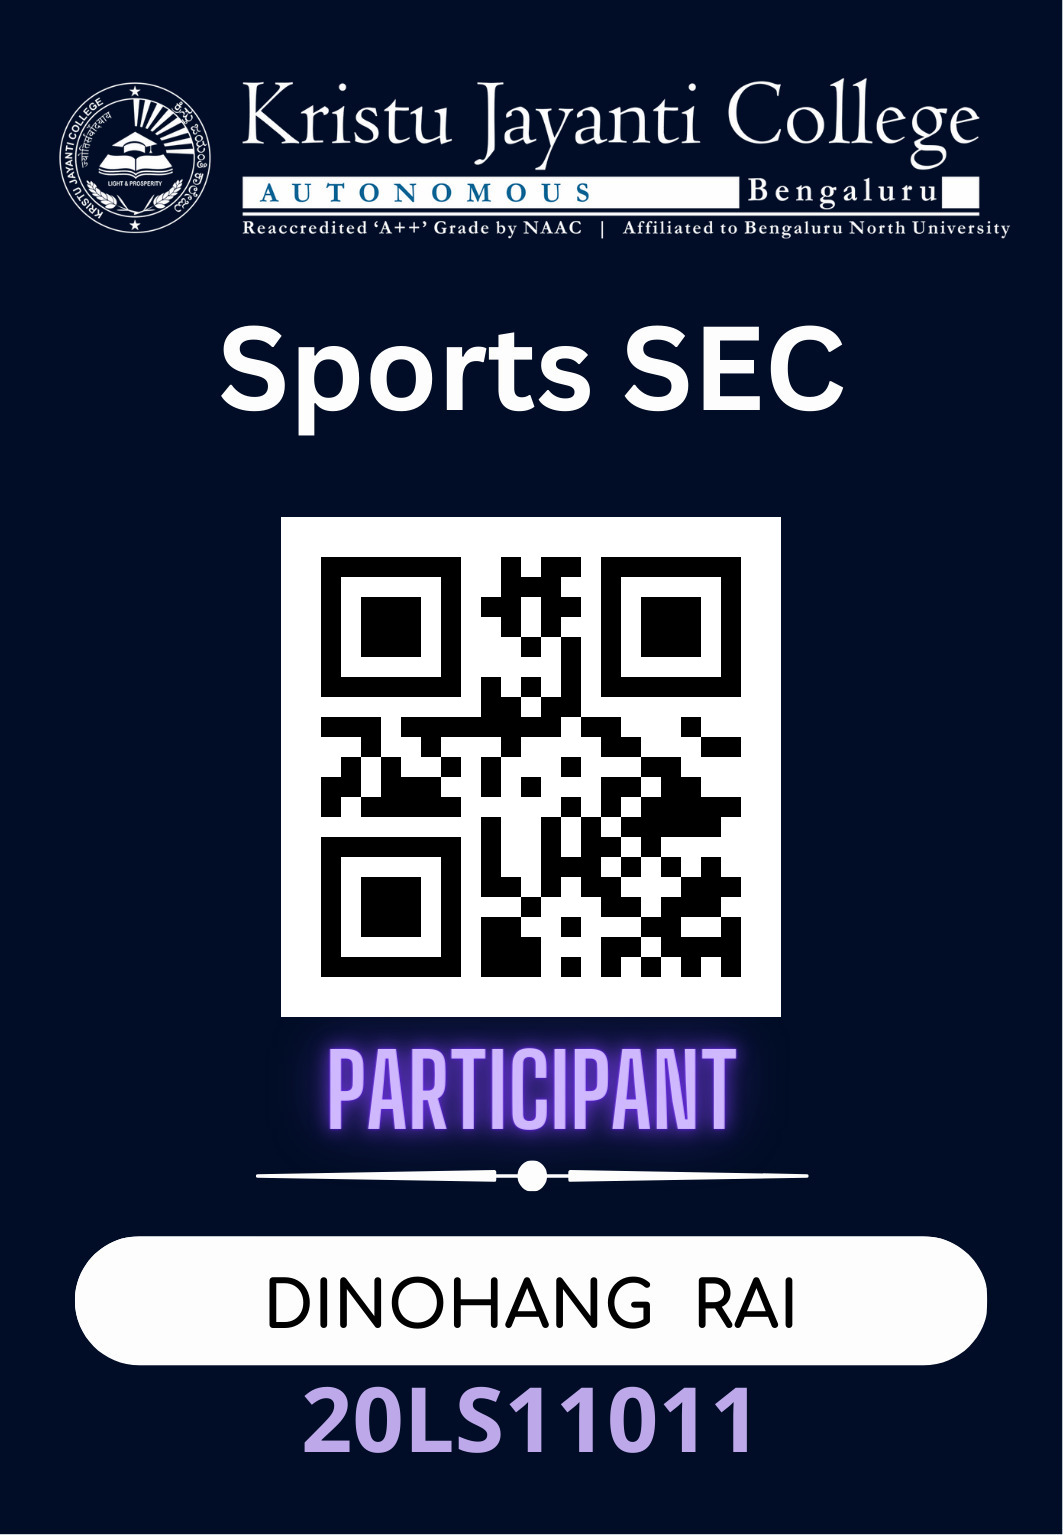 Kristu Jayanti College
AUTONOMOUS Bengaluru
Reaccredited ‘A++’ Grade by NAAC | Affiliated to Bengaluru North University
KRISTU JAYANTI COLLEGE
LIGHT & PROSPERITY
Sports SEC
PARTICIPANT
DINOHANG RAI
20LS11011